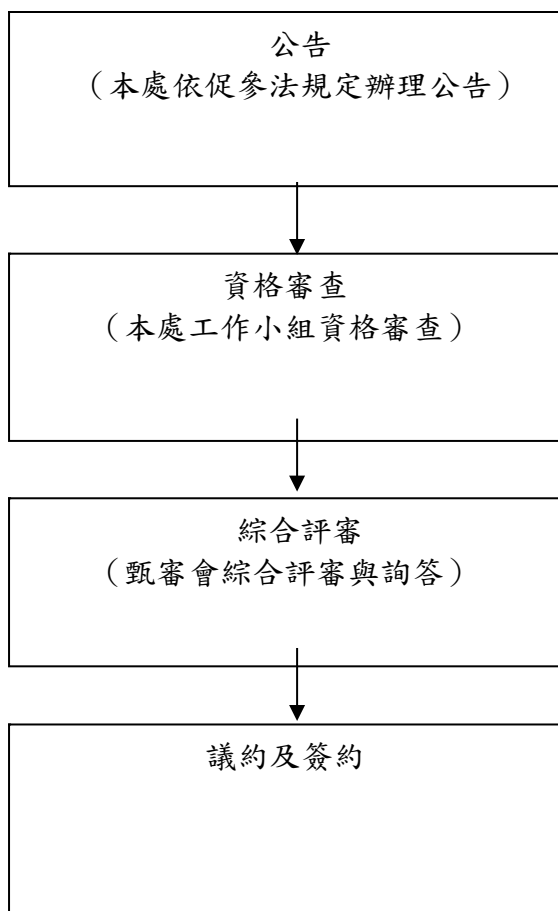 公告
（本處依促參法規定辦理公告）
資格審查
（本處工作小組資格審查）
綜合評審
（甄審會綜合評審與詢答）
議約及簽約